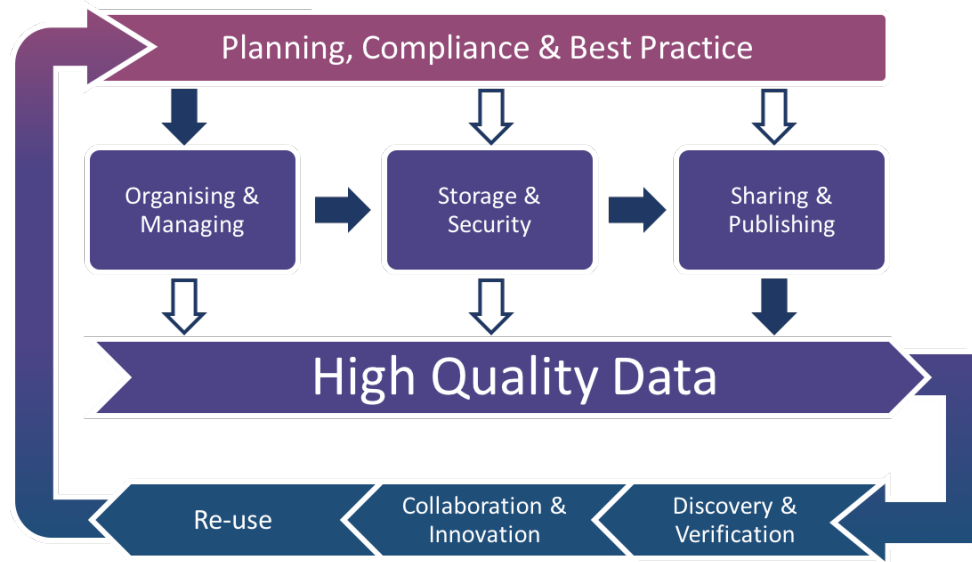 Planning, Compliance & Best Practice
Organising &
Managing
Storage &
Security
Sharing &
Publishing
High Quality Data
Re-use
Collaboration &
Innovation
Discovery &
Verification